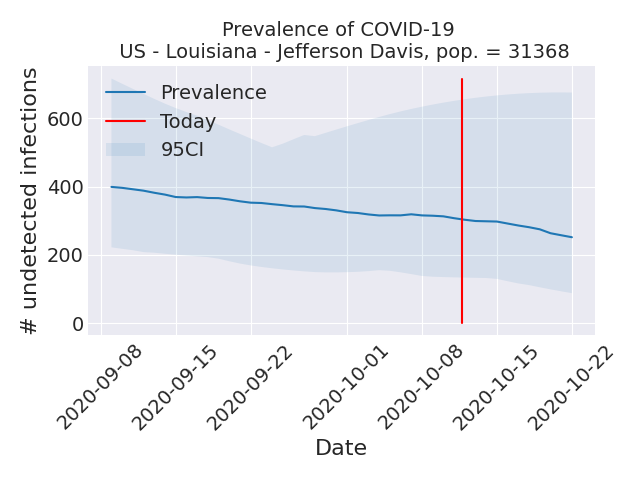 Prevalence of COVID-19
US - Louisiana - Jefferson Davis, pop. = 31368
# undetected infections
600
400
200
0
Prevalence
Today
95CI
2020-09-08
2020-09-15
2020-09-22
2020-10-01
2020-10-08
2020-10-15
2020-10-22
Date